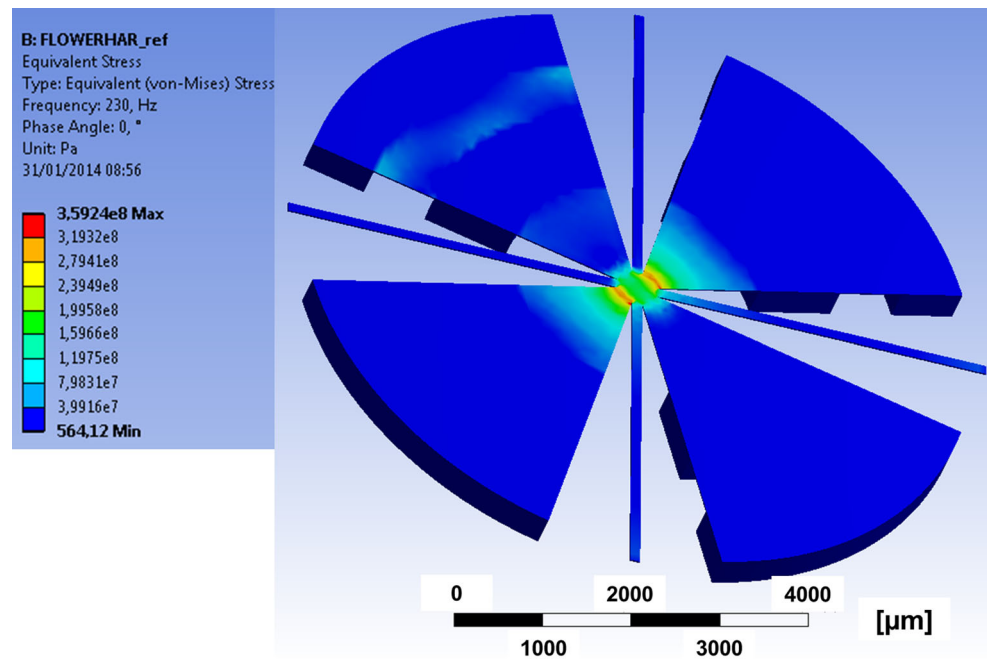 B: FLOWERHAR_ref
Equivalent Stress
Type: Equivalent (von-Mises) Stress
Frequency: 230, Hz
Phase Angle: 0, °
Unit: Pa
31/01/2014 08:56
3,5924e8 Max
3,1932e8
2,7941e8
2,3949e8
1,9958e8
1,5966e8
1,1975e8
7,9831e7
3,9916e7
564,12 Min
0 2000 4000
[µm]
1000 3000